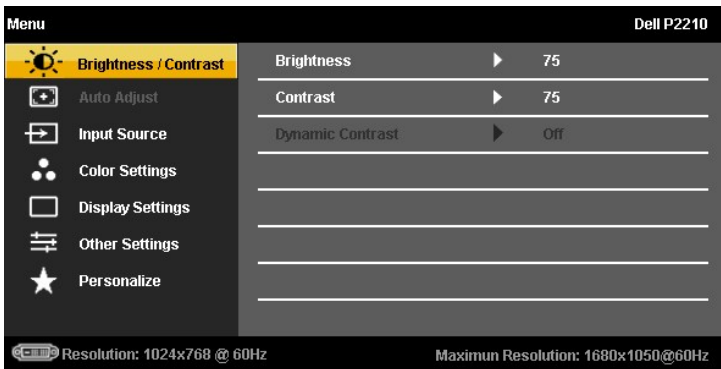 Menu Dell P2210
Brightness / Contrast Brightness 75
Auto Adjust Contrast 75
Input Source Dynamic Contrast Off
Color Settings
Display Settings
Other Settings
Personalize
Resolution: 1024x768 @ 60Hz Maximun Resolution: 1680x1050@60Hz